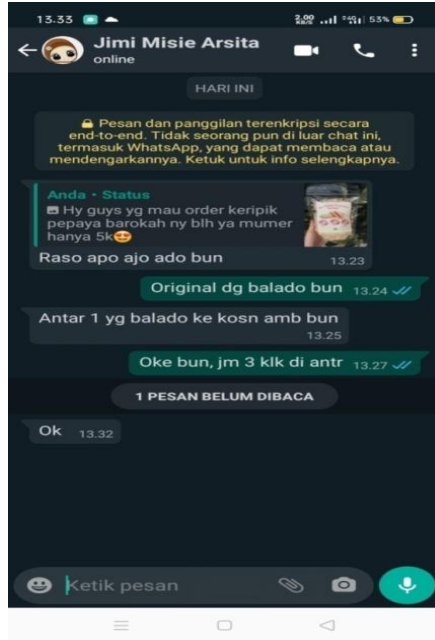 13.33
2,00 KB/S
53%
Jimi Misie Arsita
online
HARI INI
Pesan dan panggilan terenkripsi secara
end-to-end. Tidak seorang pun di luar chat ini,
termasuk WhatsApp, yang dapat membaca atau
mendengarkannya. Ketuk untuk info selengkapnya.
Anda • Status
Hy guys yg mau order keripik
pepaya barokah ny blh ya mumer
hanya 5k😍
Raso apo ajo ado bun
13.23
Original dg balado bun 13.24
Antar 1 yg balado ke kosn amb bun
13.25
Oke bun, jm 3 klk di antr 13.27
1 PESAN BELUM DIBACA
Ok 13.32
Ketik pesan